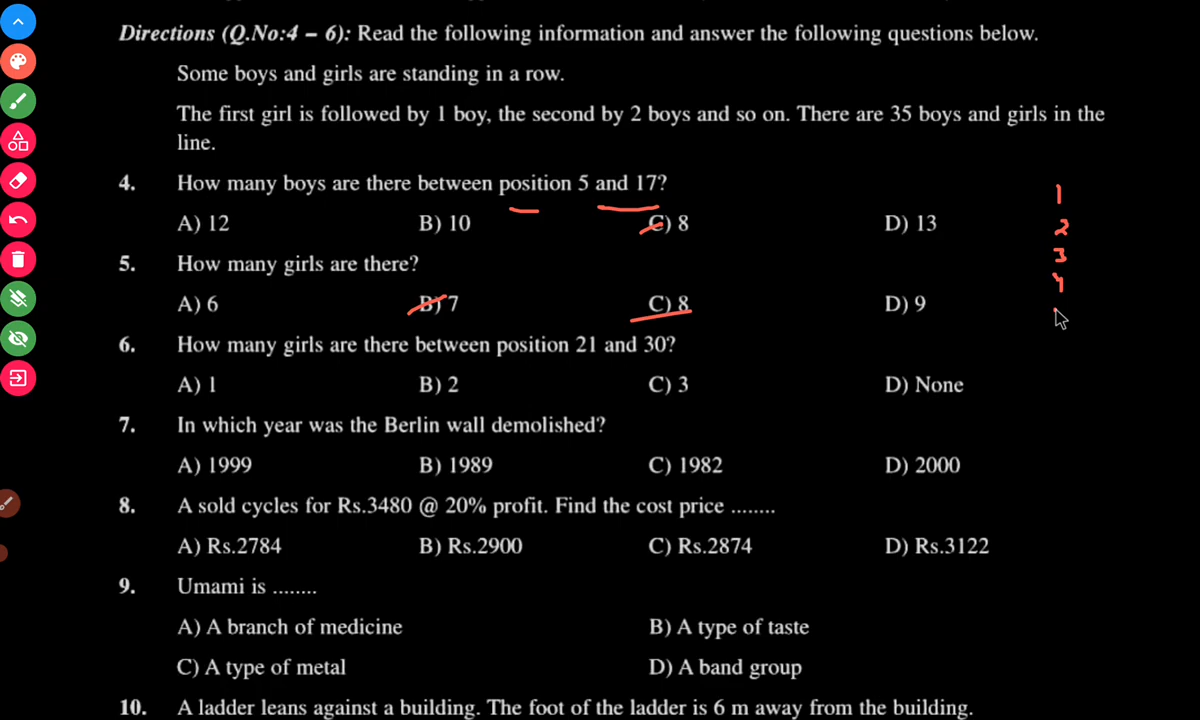 Directions (Q.No:4 – 6): Read the following information and answer the following questions below.
Some boys and girls are standing in a row.
The first girl is followed by 1 boy, the second by 2 boys and so on. There are 35 boys and girls in the
line.
4. How many boys are there between position 5 and 17?
A) 12 B) 10 C) 8 D) 13
5. How many girls are there?
A) 6 B) 7 C) 8 D) 9
6. How many girls are there between position 21 and 30?
A) 1 B) 2 C) 3 D) None
7. In which year was the Berlin wall demolished?
A) 1999 B) 1989 C) 1982 D) 2000
8. A sold cycles for Rs.3480 @ 20% profit. Find the cost price ........
A) Rs.2784 B) Rs.2900 C) Rs.2874 D) Rs.3122
9. Umami is ........
A) A branch of medicine B) A type of taste
C) A type of metal D) A band group
10. A ladder leans against a building. The foot of the ladder is 6 m away from the building.
1
2
3
4